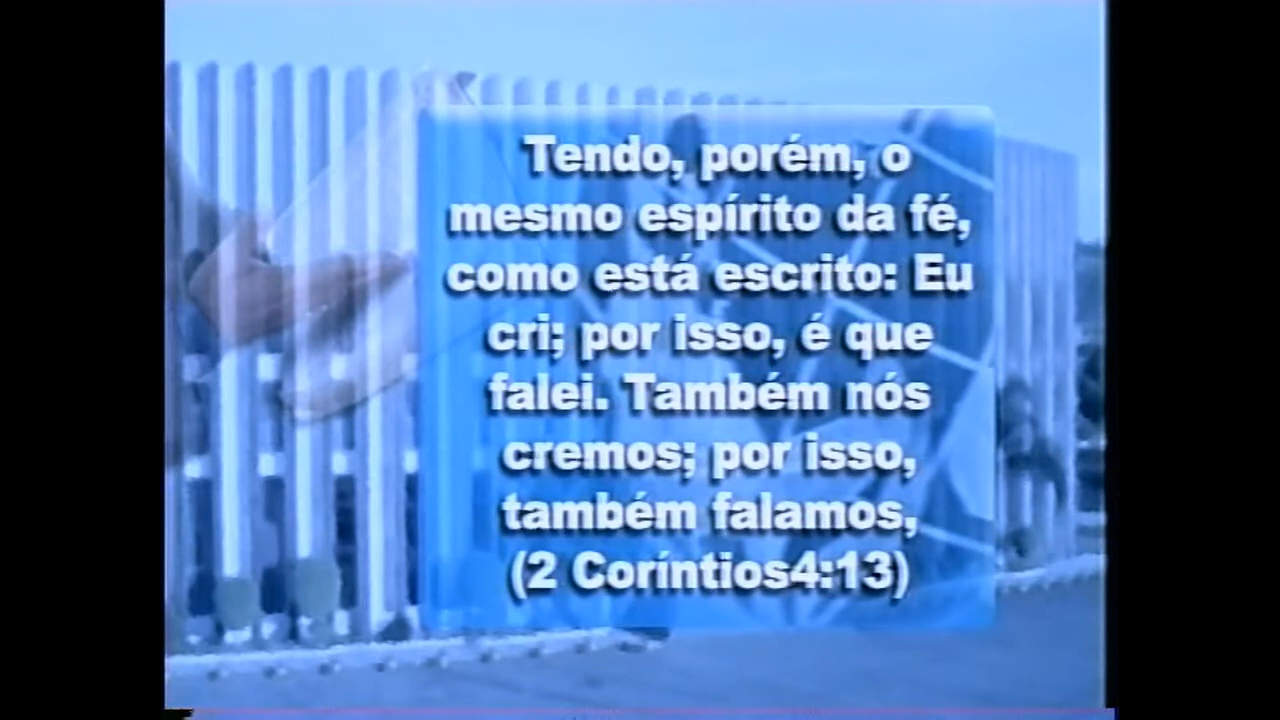 Tendo, porém, o
mesmo espírito da fé,
como está escrito: Eu
cri; por isso, é que
falei. Também nós
cremos; por isso,
também falamos,
(2 Coríntios4:13)